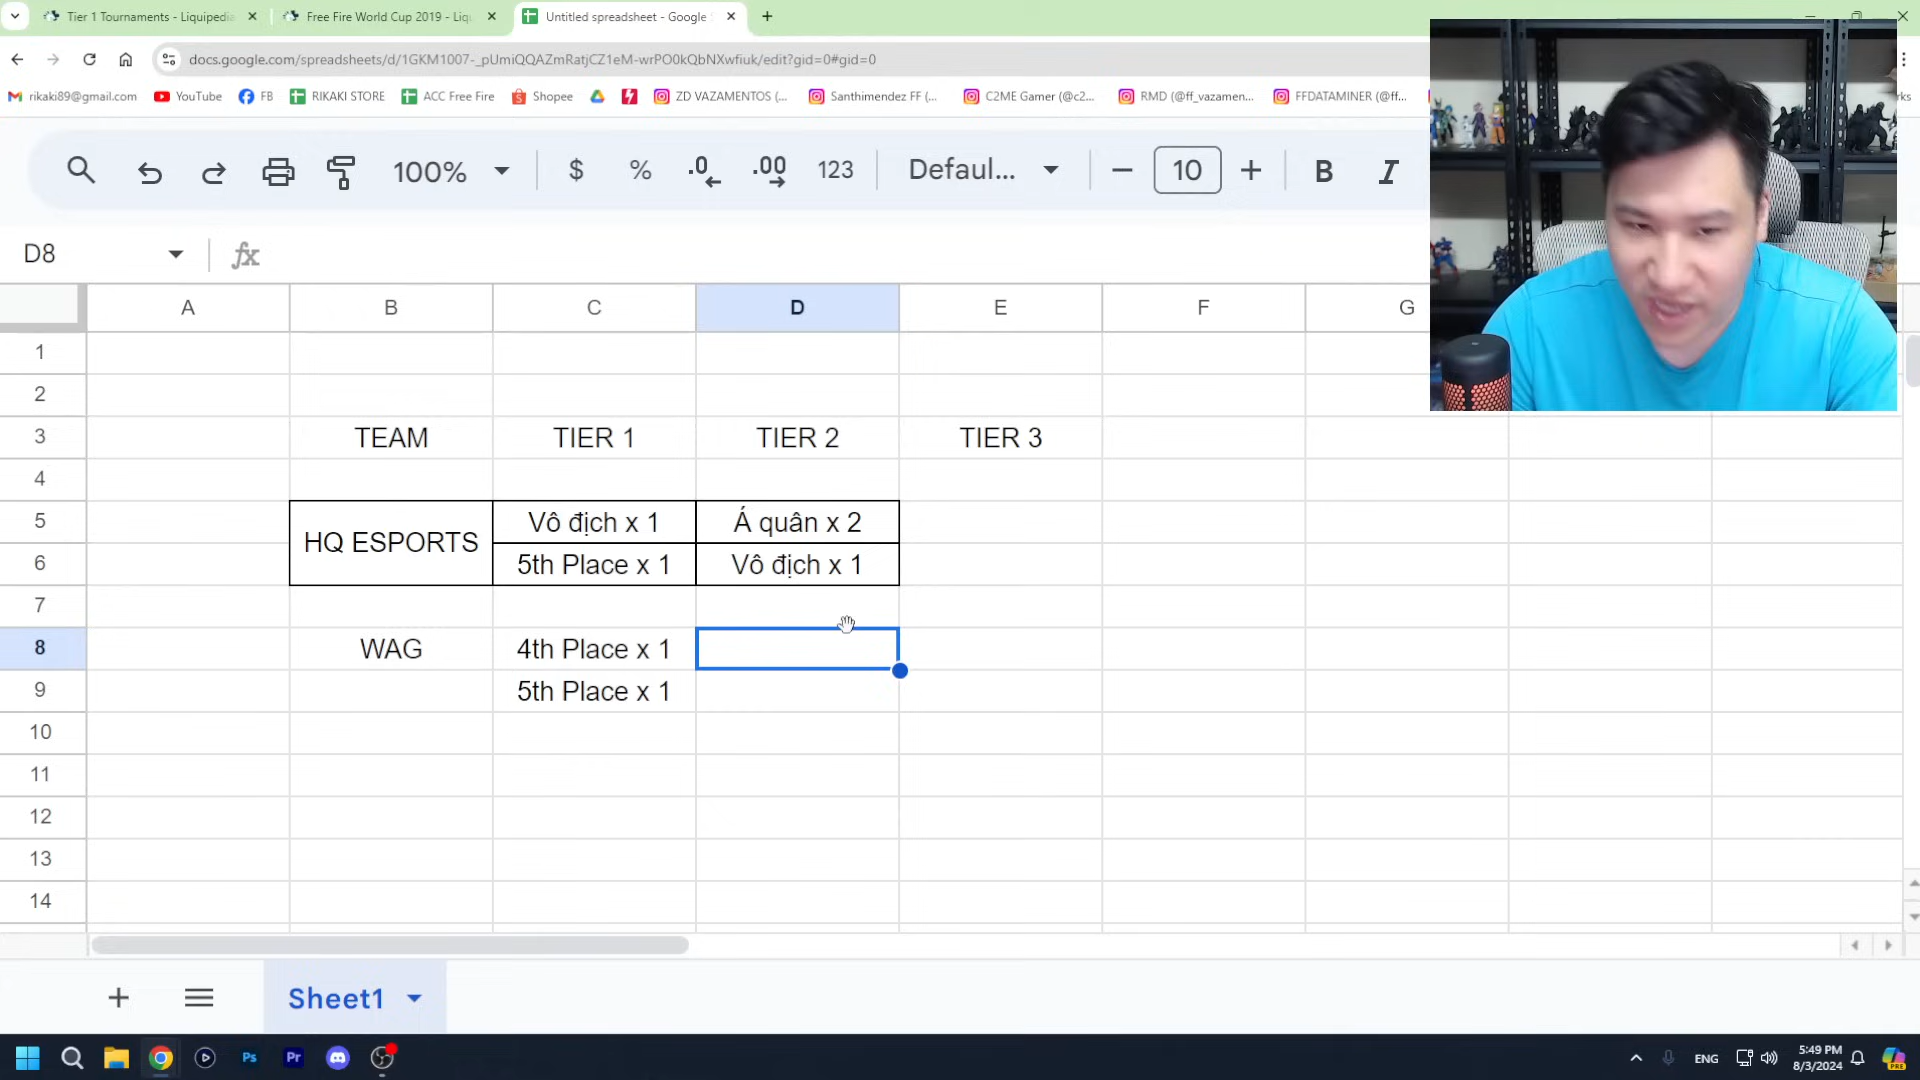 Tier 1 Tournaments - Liquipedia
Free Fire World Cup 2019 - Liqu
Untitled spreadsheet - Google
docs.google.com/spreadsheets/d/1GKM1007-_pUmiQQAZmRatjCZ1eM-wrPO0kQbNXwfiuk/edit?gid=0#gid=0
rikaki89@gmail.com YouTube FB RIKAKI STORE ACC Free Fire Shopee ZD VAZAMENTOS (... Santhimendez FF (... C2ME Gamer (@c2... RMD (@ff_vazamen... FFDATAMINER (@ff...
100% $ % .0 .00 123 Defaul... 10 B I
D8 fx
A B C D E F G
1
2
3 TEAM TIER 1 TIER 2 TIER 3
4
5 Vô địch x 1 Á quân x 2
HQ ESPORTS
6 5th Place x 1 Vô địch x 1
7
8 WAG 4th Place x 1
9 5th Place x 1
10
11
12
13
14
Sheet1
Ps Pr ENG 5:49 PM
8/3/2024